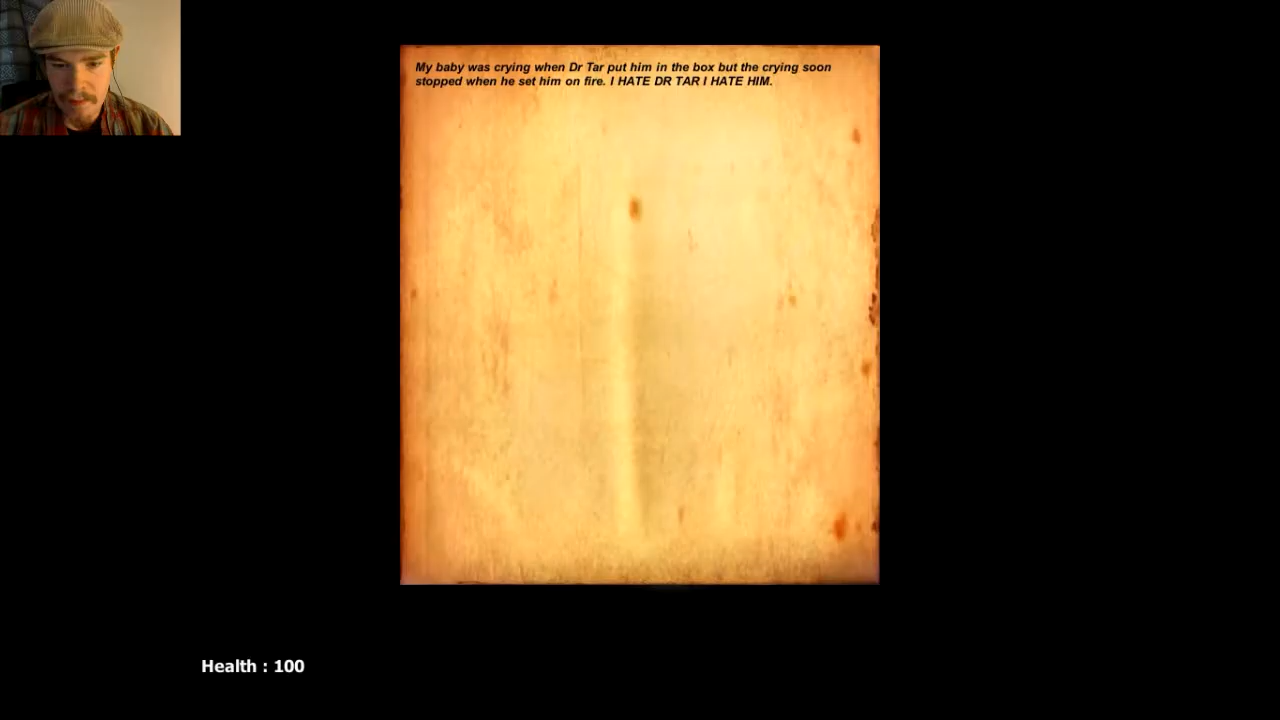 My baby was crying when Dr Tar put him in the box but the crying soon
stopped when he set him on fire. I HATE DR TAR I HATE HIM.
Health : 100